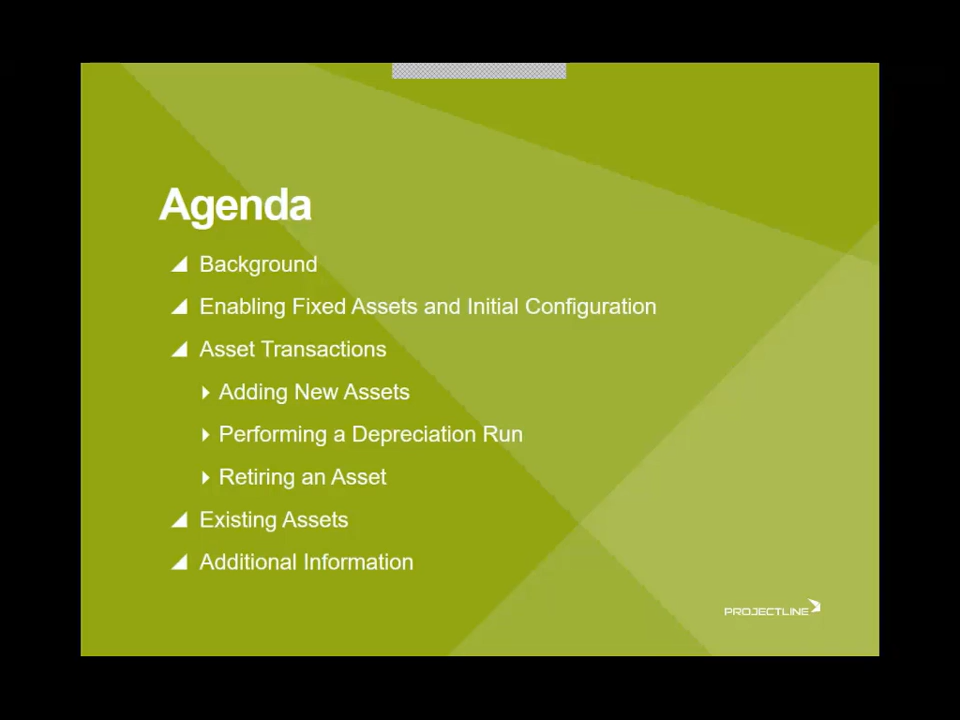 Agenda
Background
Enabling Fixed Assets and Initial Configuration
Asset Transactions
Adding New Assets
Performing a Depreciation Run
Retiring an Asset
Existing Assets
Additional Information
PROJECTLINE